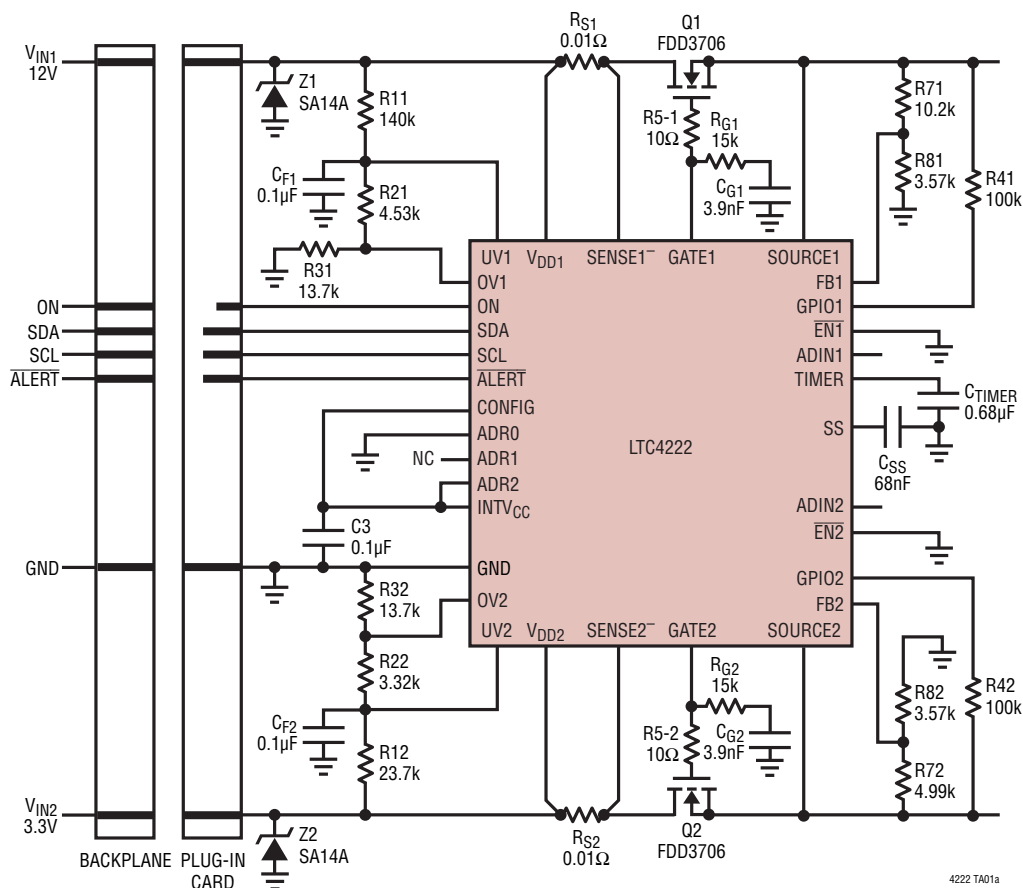 V_IN1
12V
R_S1
0.01Ω
Q1
FDD3706
Z1
SA14A
R11
140k
R5-1
10Ω
R_G1
15k
C_G1
3.9nF
R71
10.2k
R81
3.57k
R41
100k
C_F1
0.1µF
R21
4.53k
R31
13.7k
UV1
V_DD1
SENSE1⁻
GATE1
SOURCE1
OV1
FB1
ON
ON
GPIO1
SDA
SDA
E̅N̅1̅
SCL
SCL
ADIN1
A̅L̅E̅R̅T̅
A̅L̅E̅R̅T̅
TIMER
C_TIMER
0.68µF
CONFIG
SS
ADR0
LTC4222
C_SS
68nF
NC
ADR1
ADR2
INTV_CC
ADIN2
E̅N̅2̅
C3
0.1µF
GND
GND
GPIO2
R32
13.7k
OV2
FB2
UV2
V_DD2
SENSE2⁻
GATE2
SOURCE2
R22
3.32k
R_G2
15k
C_G2
3.9nF
R82
3.57k
R42
100k
C_F2
0.1µF
R12
23.7k
R5-2
10Ω
R72
4.99k
V_IN2
3.3V
Z2
SA14A
R_S2
0.01Ω
Q2
FDD3706
BACKPLANE
PLUG-IN
CARD
4222 TA01a